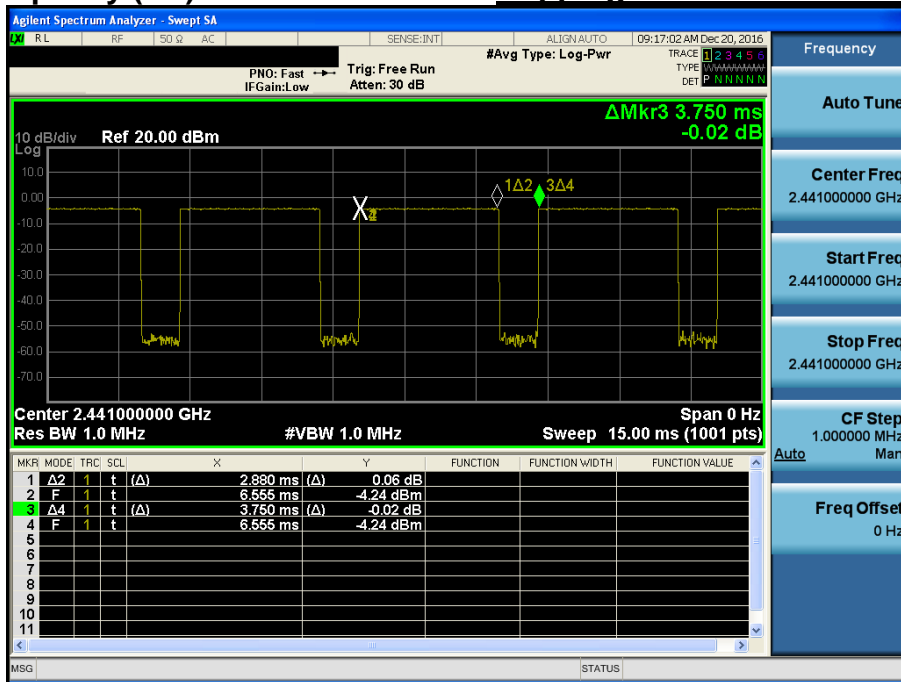 Agilent Spectrum Analyzer - Swept SA
LXI RL RF 50 Ω AC SENSE:INT ALIGN AUTO 09:17:02 AM Dec 20, 2016
#Avg Type: Log-Pwr
TRACE 1 2 3 4 5 6
TYPE WWWWWW
DET P N N N N N
PNO: Fast
IFGain:Low
Trig: Free Run
Atten: 30 dB
ΔMkr3 3.750 ms
-0.02 dB
10 dB/div Ref 20.00 dBm
Log
10.0
0.00
-10.0
-20.0
-30.0
-40.0
-50.0
-60.0
-70.0
1Δ2 3Δ4
X
Center 2.441000000 GHz Span 0 Hz
Res BW 1.0 MHz #VBW 1.0 MHz Sweep 15.00 ms (1001 pts)
MKR MODE TRC SCL X Y FUNCTION FUNCTION WIDTH FUNCTION VALUE
1 Δ2 1 t (Δ) 2.880 ms (Δ) 0.06 dB
2 F 1 t 6.555 ms -4.24 dBm
3 Δ4 1 t (Δ) 3.750 ms (Δ) -0.02 dB
4 F 1 t 6.555 ms -4.24 dBm
5
6
7
8
9
10
11
MSG STATUS
Frequency
Auto Tune
Center Freq
2.441000000 GHz
Start Freq
2.441000000 GHz
Stop Freq
2.441000000 GHz
CF Step
1.000000 MHz
Auto Man
Freq Offset
0 Hz